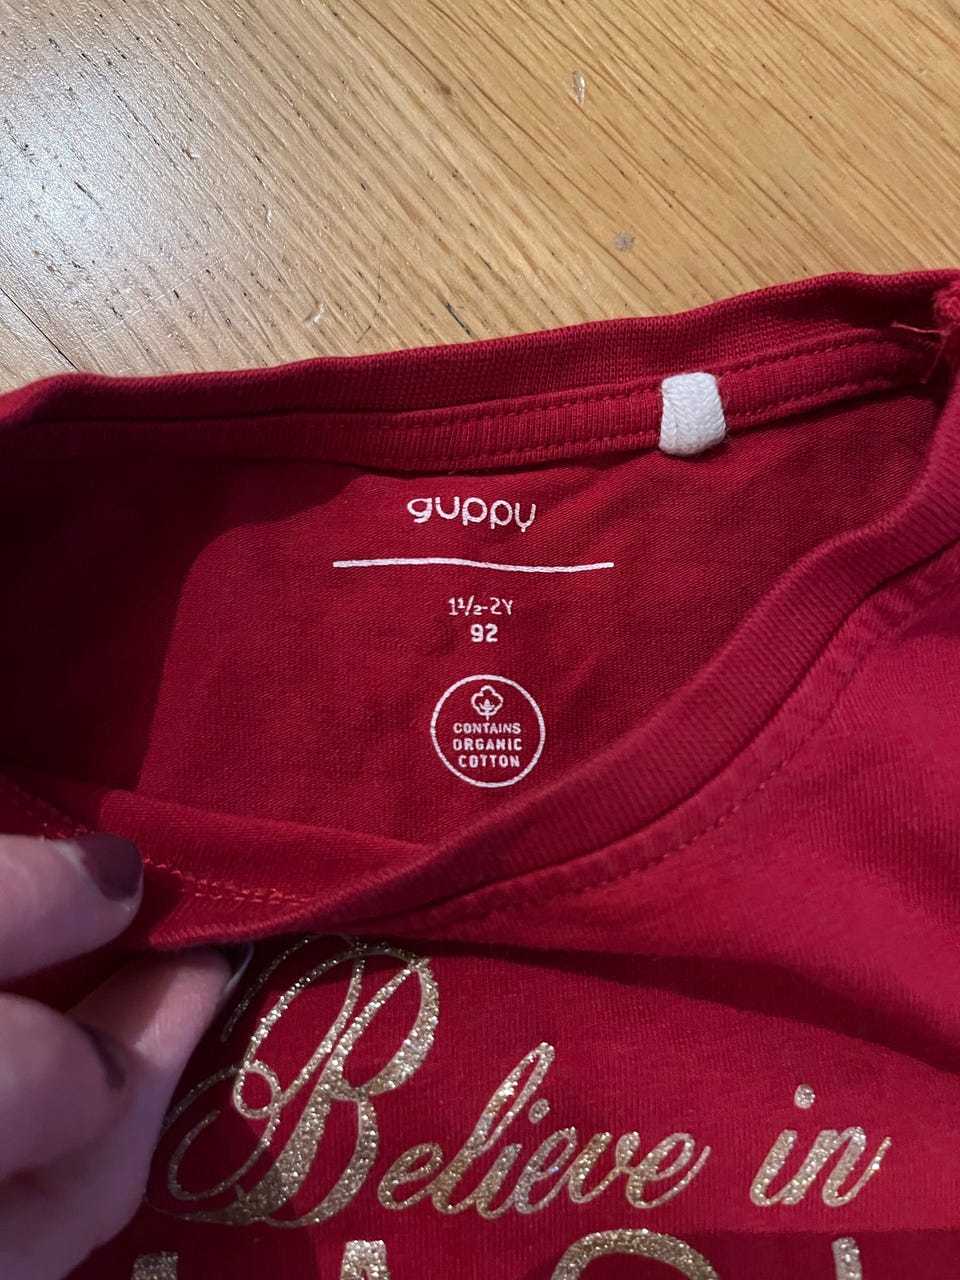 guppy
1½-2Y
92
CONTAINS
ORGANIC
COTTON
Believe in